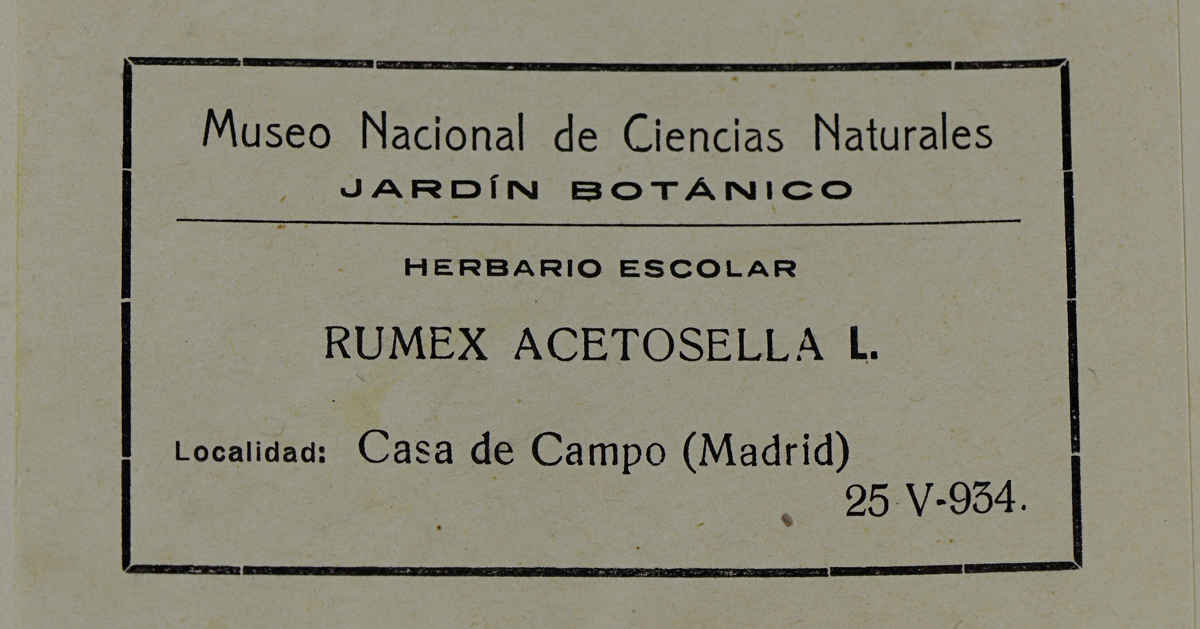 Museo Nacional de Ciencias Naturales
JARDÍN BOTÁNICO
HERBARIO ESCOLAR
RUMEX ACETOSELLA L.
Localidad: Casa de Campo (Madrid)
25 V-934.